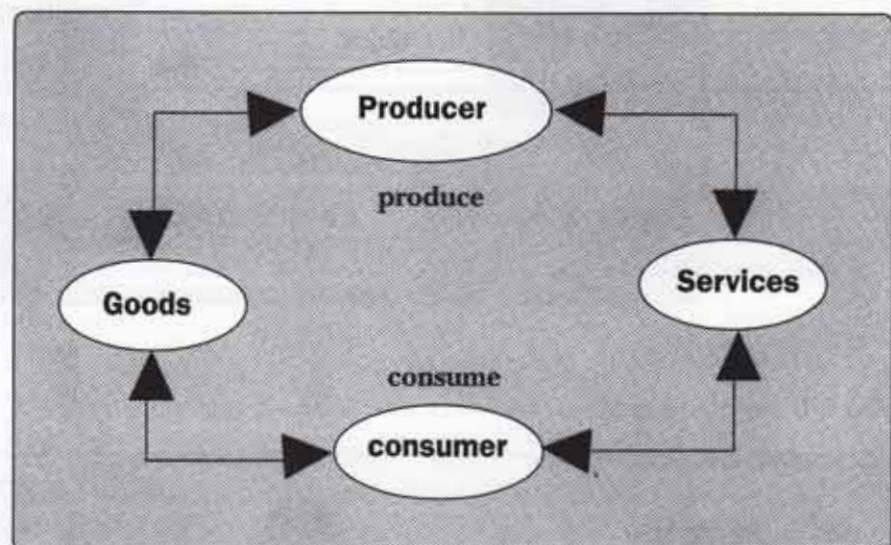 Producer
produce
Goods
Services
consume
consumer